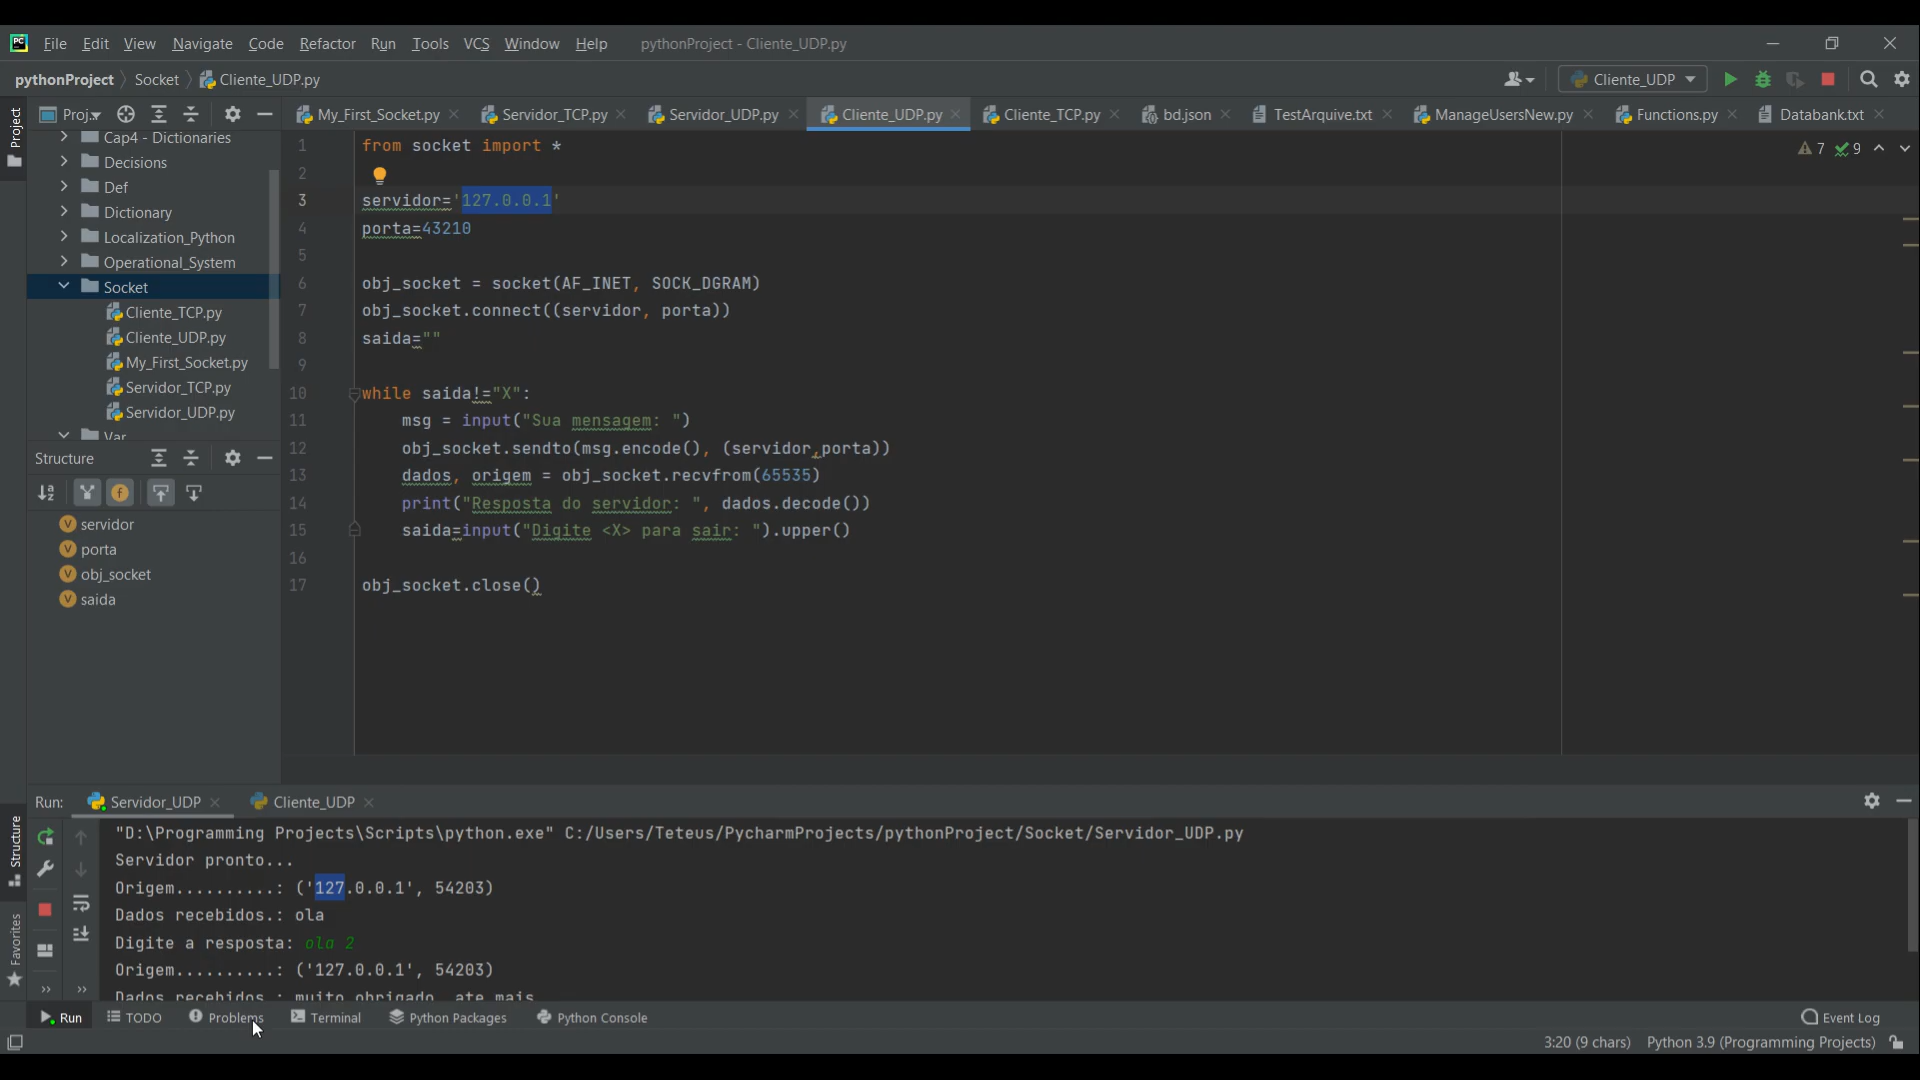 File Edit View Navigate Code Refactor Run Tools VCS Window Help pythonProject - Cliente_UDP.py
pythonProject Socket Cliente_UDP.py Cliente_UDP
Project
Proj... My_First_Socket.py Servidor_TCP.py Servidor_UDP.py Cliente_UDP.py Cliente_TCP.py bd.json TestArquive.txt ManageUsersNew.py Functions.py Databank.txt
Cap4 - Dictionaries
Decisions
Def
Dictionary
Localization_Python
Operational_System
Socket
Cliente_TCP.py
Cliente_UDP.py
My_First_Socket.py
Servidor_TCP.py
Servidor_UDP.py
Var
Structure
servidor
porta
obj_socket
saida
7 9
1 from socket import *
2
3 servidor='127.0.0.1'
4 porta=43210
5
6 obj_socket = socket(AF_INET, SOCK_DGRAM)
7 obj_socket.connect((servidor, porta))
8 saida=""
9
10 while saida!="X":
11 msg = input("Sua mensagem: ")
12 obj_socket.sendto(msg.encode(), (servidor,porta))
13 dados, origem = obj_socket.recvfrom(65535)
14 print("Resposta do servidor: ", dados.decode())
15 saida=input("Digite <X> para sair: ").upper()
16
17 obj_socket.close()
Run: Servidor_UDP Cliente_UDP
Structure
Favorites
"D:\Programming Projects\Scripts\python.exe" C:/Users/Teteus/PycharmProjects/pythonProject/Socket/Servidor_UDP.py
Servidor pronto...
Origem..........: ('127.0.0.1', 54203)
Dados recebidos.: ola
Digite a resposta: ola 2
Origem..........: ('127.0.0.1', 54203)
Dados recebidos.: muito obrigado, ate mais
Run TODO Problems Terminal Python Packages Python Console Event Log
3:20 (9 chars) Python 3.9 (Programming Projects)